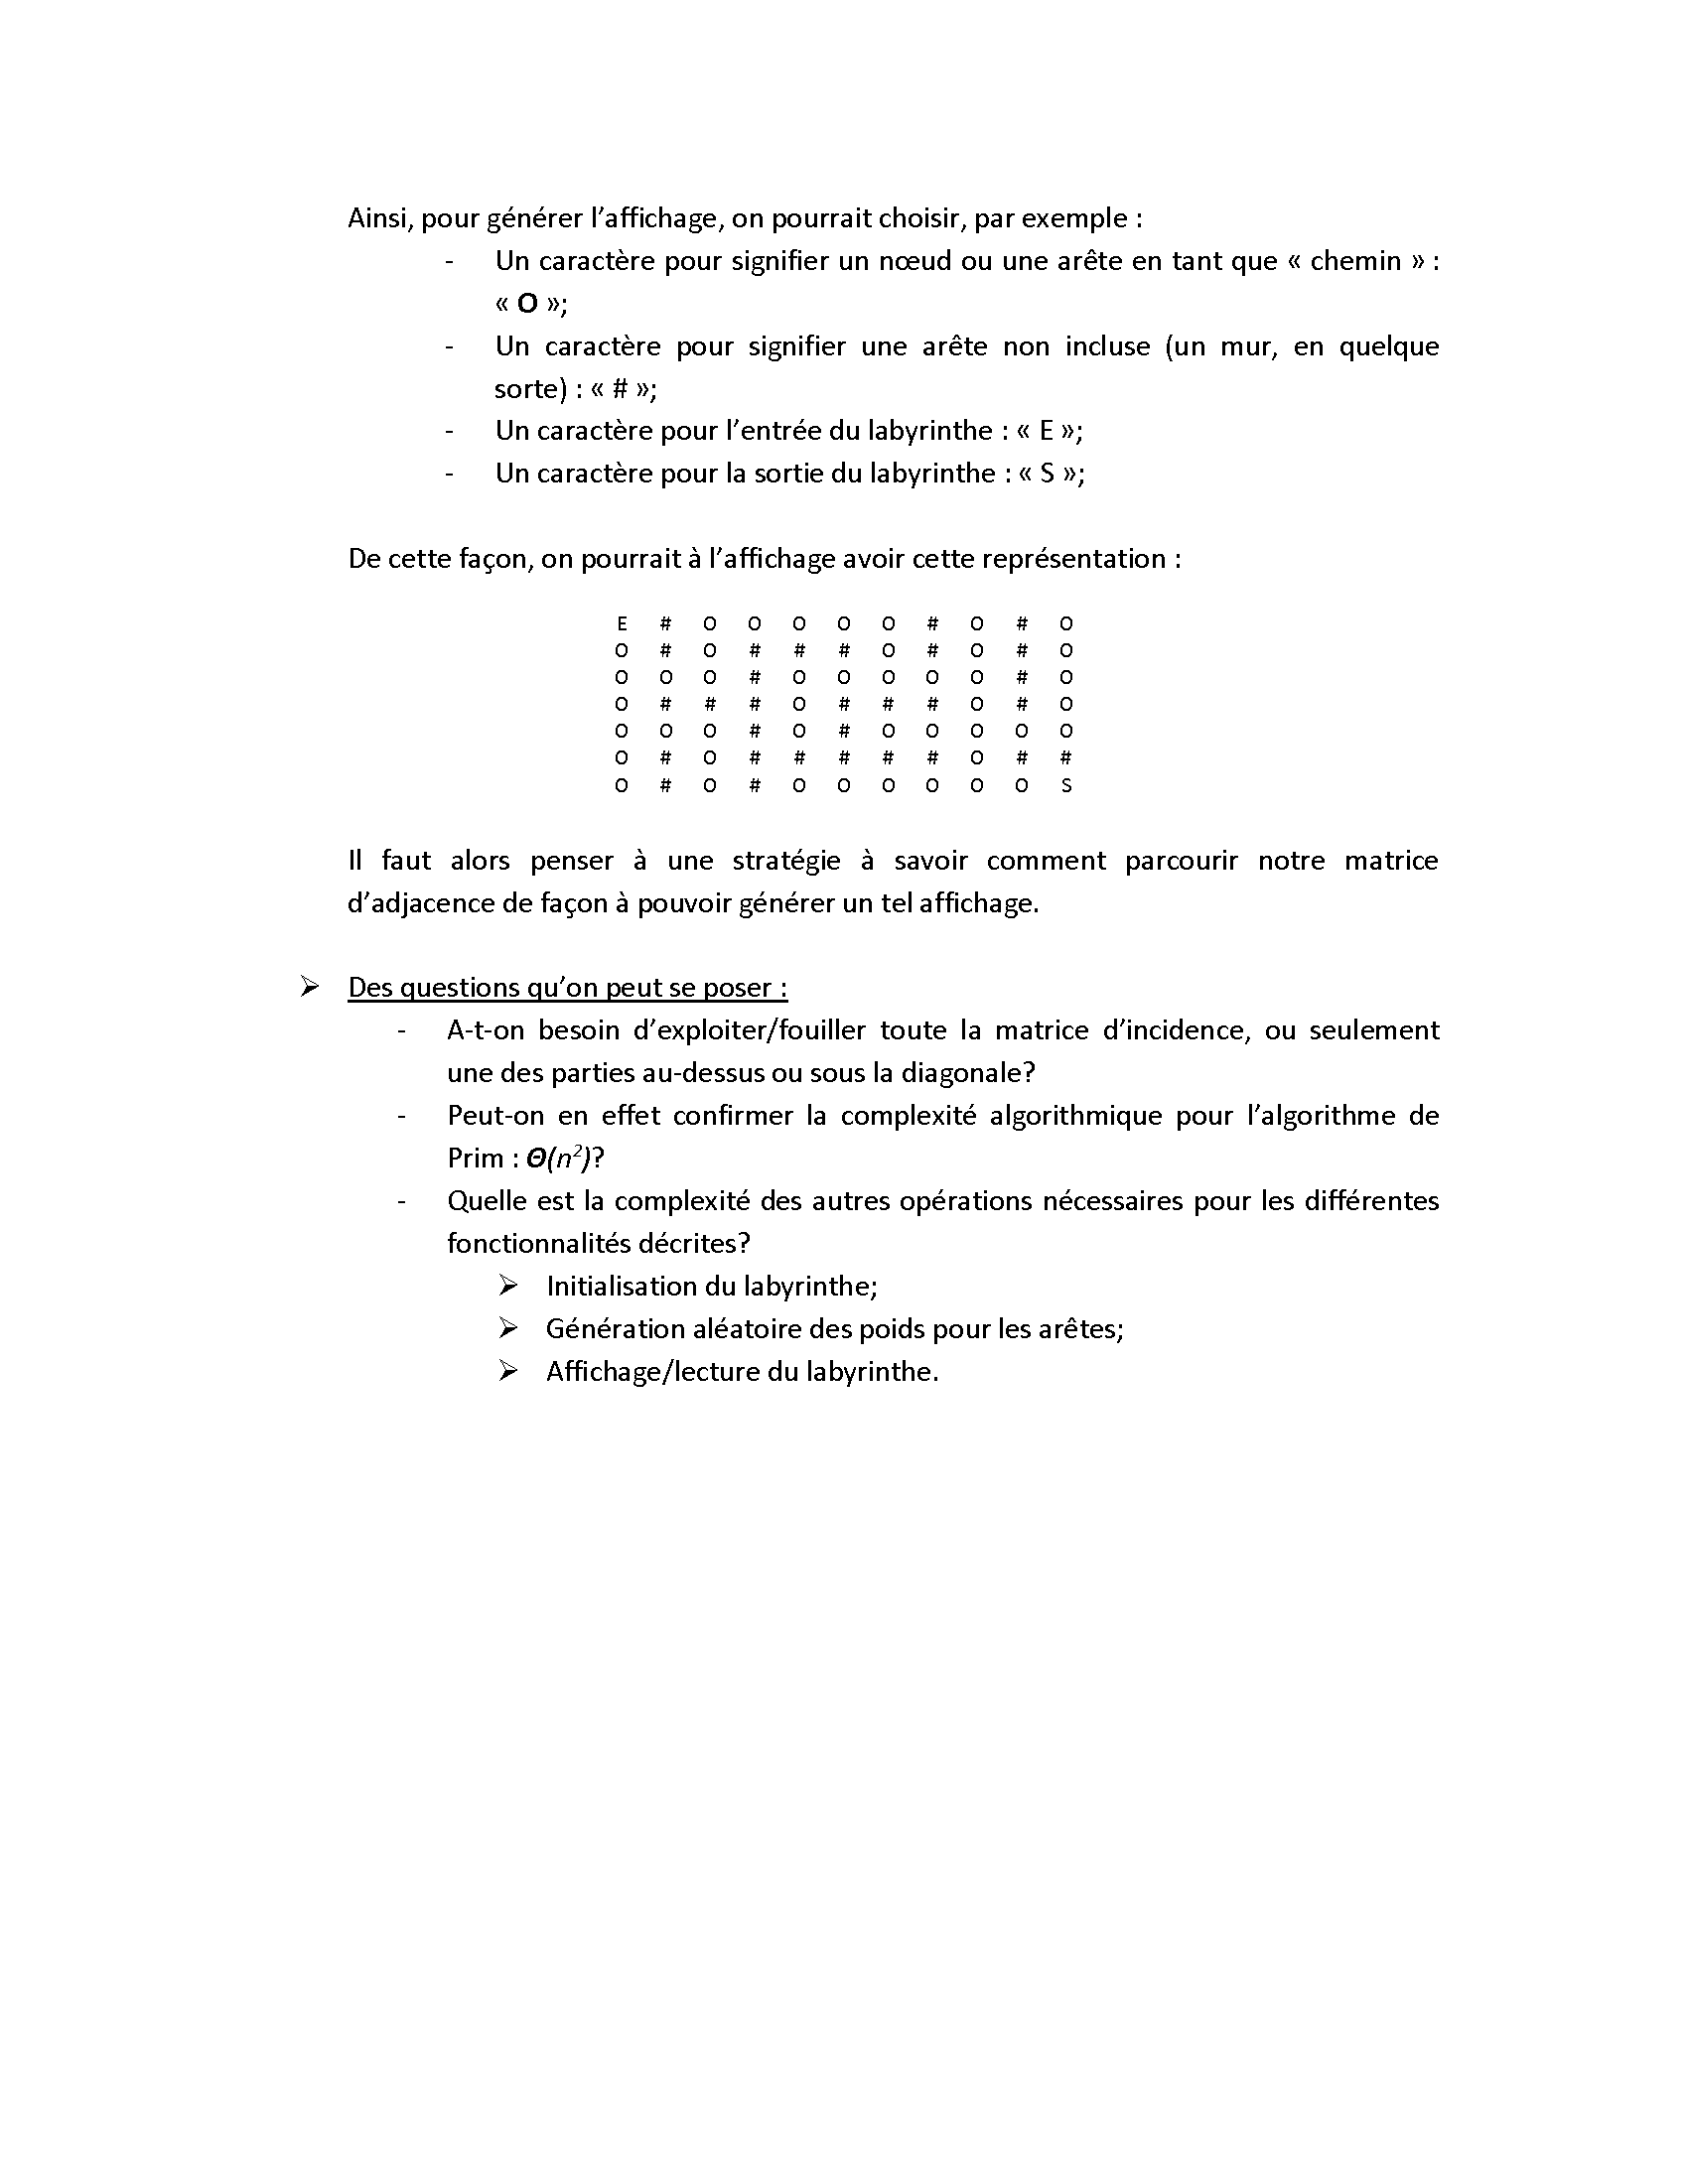 Ainsi, pour générer l’affichage, on pourrait choisir, par exemple :
- Un caractère pour signifier un nœud ou une arête en tant que « chemin » :
« O »;
- Un caractère pour signifier une arête non incluse (un mur, en quelque
sorte) : « # »;
- Un caractère pour l’entrée du labyrinthe : « E »;
- Un caractère pour la sortie du labyrinthe : « S »;
De cette façon, on pourrait à l’affichage avoir cette représentation :
E # O O O O O # O # O
O # O # # # O # O # O
O O O # O O O O O # O
O # # # O # # # O # O
O O O # O # O O O O O
O # O # # # # # O # #
O # O # O O O O O O S
Il faut alors penser à une stratégie à savoir comment parcourir notre matrice
d’adjacence de façon à pouvoir générer un tel affichage.
➢ Des questions qu’on peut se poser :
- A-t-on besoin d’exploiter/fouiller toute la matrice d’incidence, ou seulement
une des parties au-dessus ou sous la diagonale?
- Peut-on en effet confirmer la complexité algorithmique pour l’algorithme de
Prim : Θ(n²)?
- Quelle est la complexité des autres opérations nécessaires pour les différentes
fonctionnalités décrites?
➢ Initialisation du labyrinthe;
➢ Génération aléatoire des poids pour les arêtes;
➢ Affichage/lecture du labyrinthe.